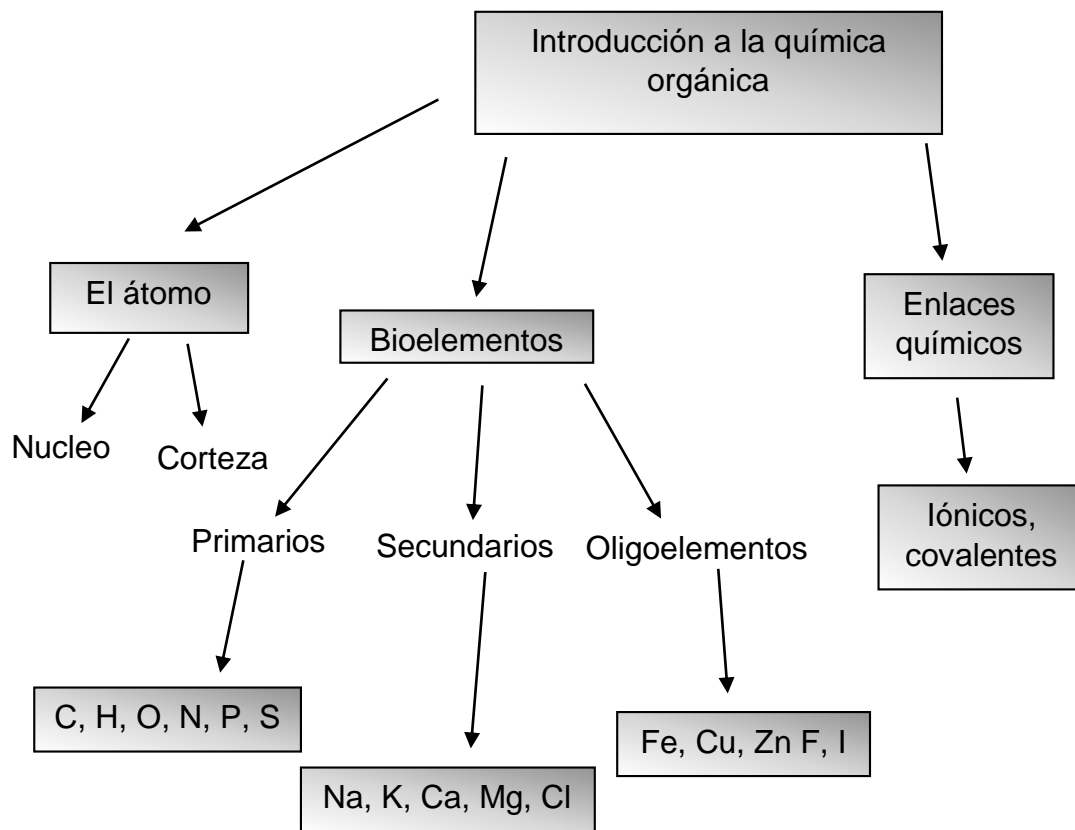 Introducción a la química
orgánica
El átomo
Bioelementos
Enlaces
químicos
Nucleo
Corteza
Iónicos,
covalentes
Primarios
Secundarios
Oligoelementos
C, H, O, N, P, S
Fe, Cu, Zn F, I
Na, K, Ca, Mg, Cl